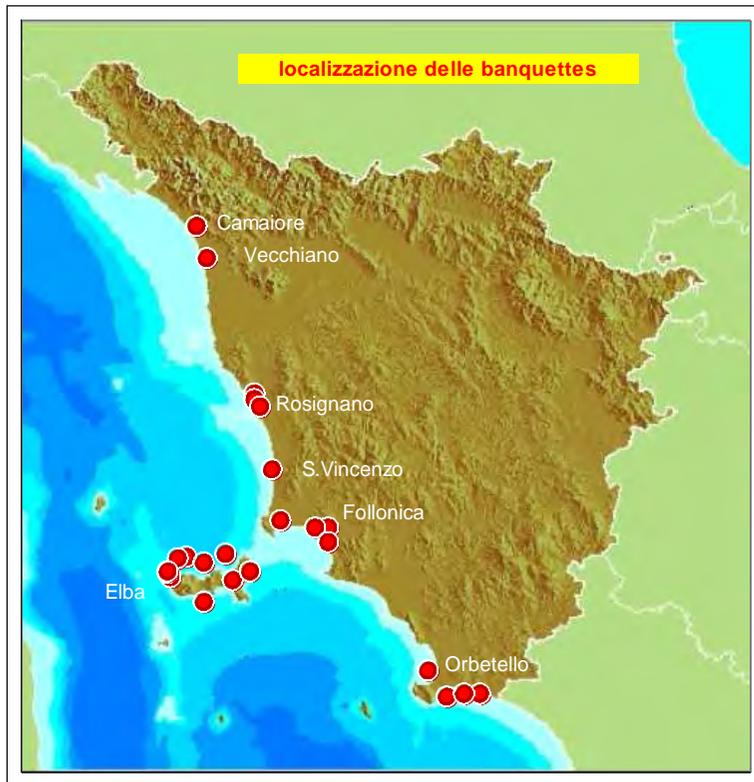 localizzazione delle banquettes
Camaiore
Vecchiano
Rosignano
S.Vincenzo
Follonica
Elba
Orbetello